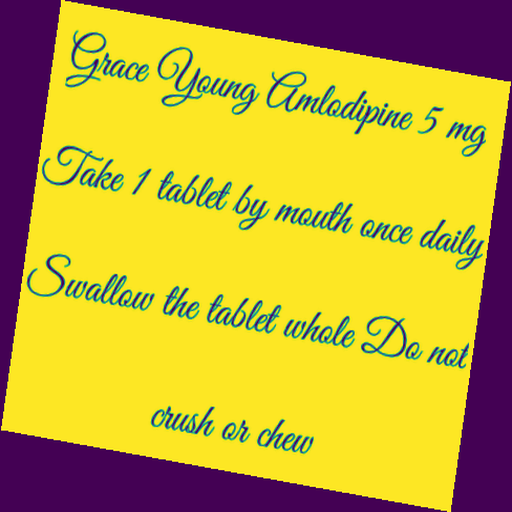 Grace Young Amlodipine 5 mg
Take 1 tablet by mouth once daily
Swallow the tablet whole Do not
crush or chew